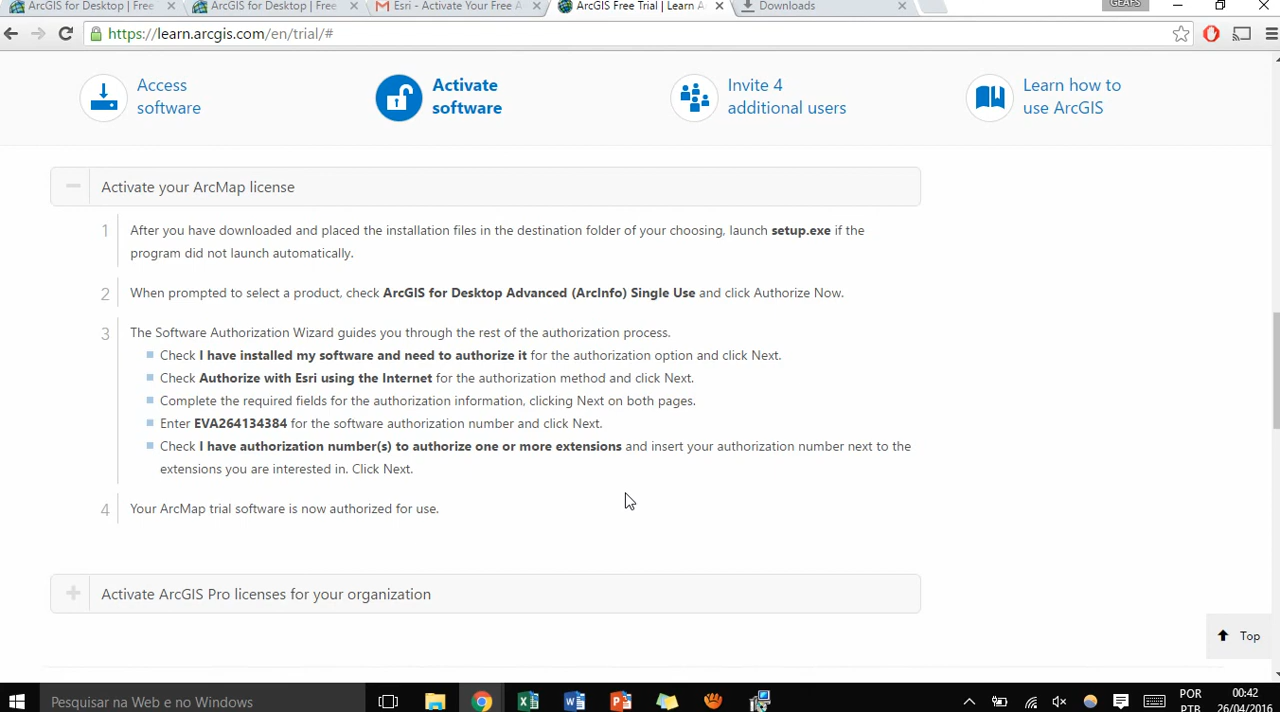 ArcGIS for Desktop | Free
ArcGIS for Desktop | Free
Esri - Activate Your Free A
ArcGIS Free Trial | Learn A
Downloads
GEAFS
https://learn.arcgis.com/en/trial/#
Access
software
Activate
software
Invite 4
additional users
Learn how to
use ArcGIS
Activate your ArcMap license
1 After you have downloaded and placed the installation files in the destination folder of your choosing, launch setup.exe if the
program did not launch automatically.
2 When prompted to select a product, check ArcGIS for Desktop Advanced (ArcInfo) Single Use and click Authorize Now.
3 The Software Authorization Wizard guides you through the rest of the authorization process.
Check I have installed my software and need to authorize it for the authorization option and click Next.
Check Authorize with Esri using the Internet for the authorization method and click Next.
Complete the required fields for the authorization information, clicking Next on both pages.
Enter EVA264134384 for the software authorization number and click Next.
Check I have authorization number(s) to authorize one or more extensions and insert your authorization number next to the
extensions you are interested in. Click Next.
4 Your ArcMap trial software is now authorized for use.
Activate ArcGIS Pro licenses for your organization
Top
Pesquisar na Web e no Windows
POR
PTB
00:42
26/04/2016